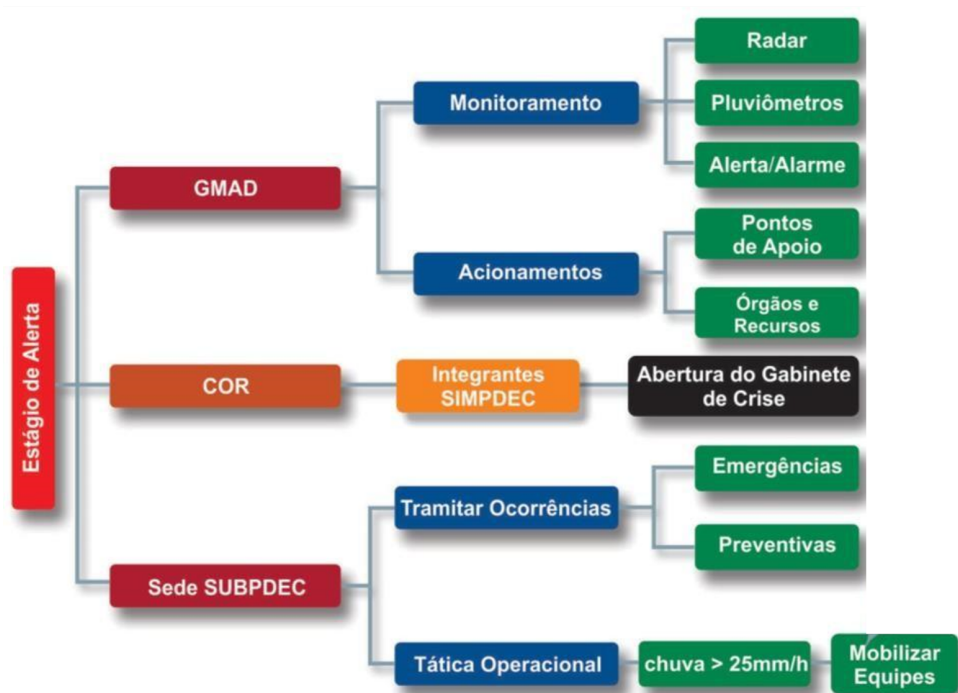 Estágio de Alerta
GMAD
Monitoramento
Radar
Pluviômetros
Alerta/Alarme
Acionamentos
Pontos
de Apoio
Órgãos e
Recursos
COR
Integrantes
SIMPDEC
Abertura do Gabinete
de Crise
Sede SUBPDEC
Tramitar Ocorrências
Emergências
Preventivas
Tática Operacional
chuva > 25mm/h
Mobilizar
Equipes